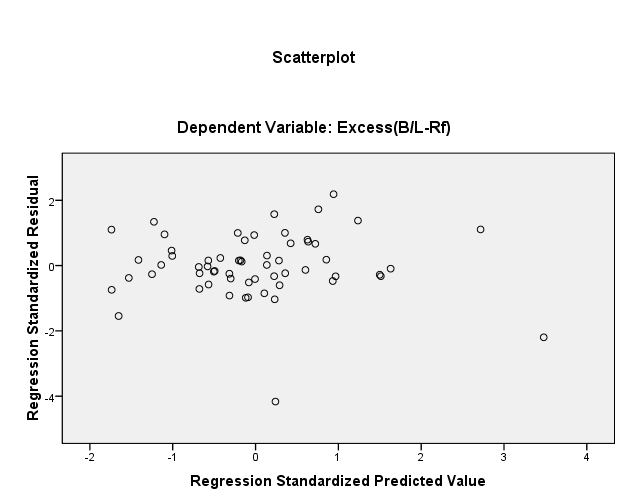 Scatterplot
Dependent Variable: Excess(B/L-Rf)
Regression Standardized Residual
2
0
-2
-4
-2 -1 0 1 2 3 4
Regression Standardized Predicted Value